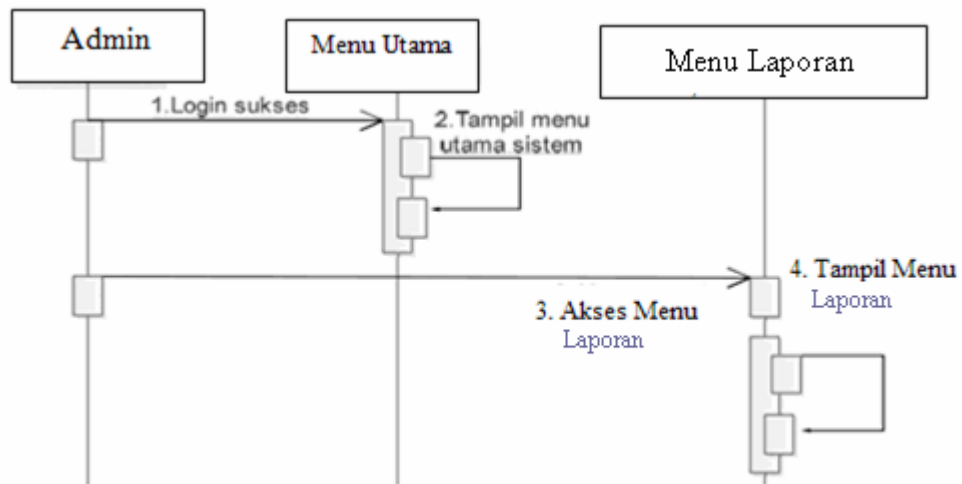 Admin
Menu Utama
Menu Laporan
1.Login sukses
2.Tampil menu
utama sistem
3. Akses Menu
Laporan
4. Tampil Menu
Laporan